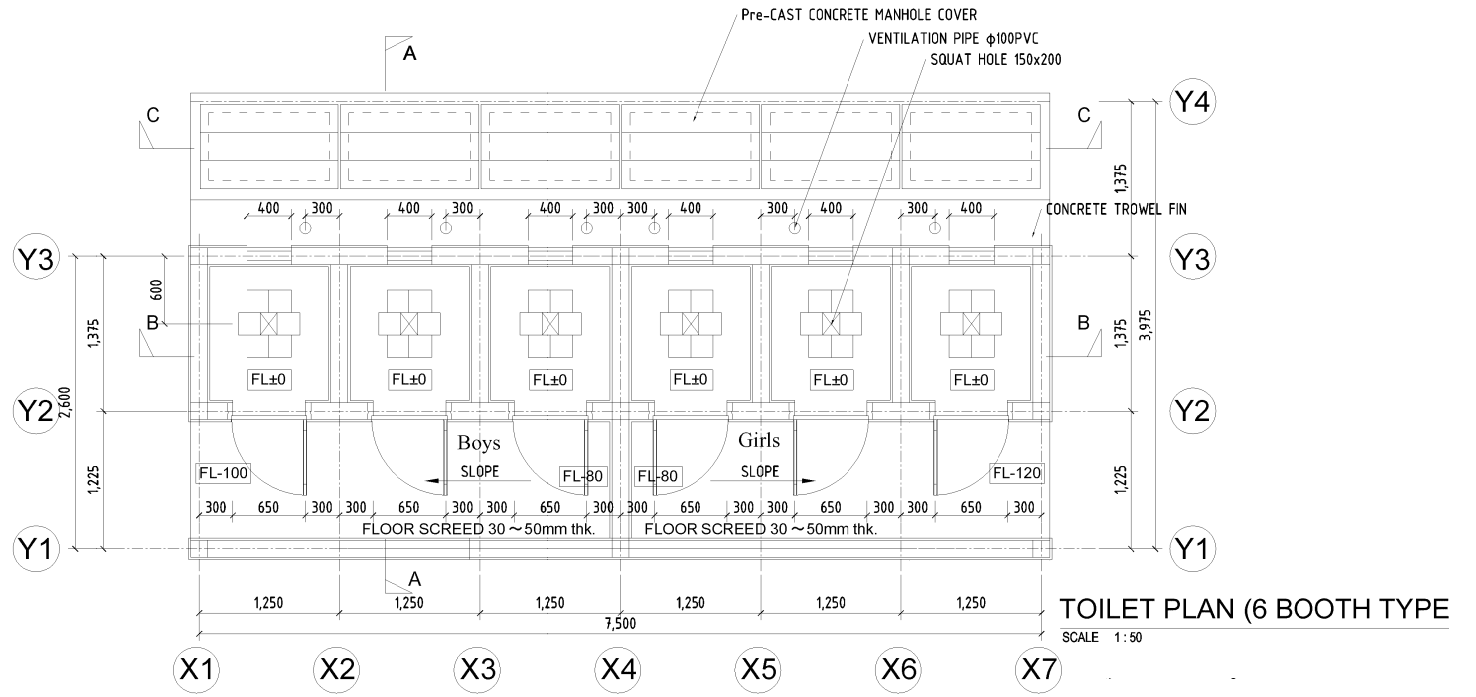 Pre-CAST CONCRETE MANHOLE COVER
VENTILATION PIPE φ100PVC
SQUAT HOLE 150x200
A
Y4
C
C
1,375
400 300 400 300 400 300 300 400 300 400 300 400
CONCRETE TROWEL FIN
Y3
Y3
600
1,375
B
B
1,375
3,975
FL±0 FL±0 FL±0 FL±0 FL±0 FL±0
2,600
Y2
Y2
Boys
Girls
SLOPE
SLOPE
FL-100
FL-80
FL-80
FL-120
1,225
1,225
300 650 300 300 650 300 300 650 300 300 650 300 300 650 300 300 650 300
FLOOR SCREED 30～50mm thk.
FLOOR SCREED 30～50mm thk.
Y1
Y1
A
1,250 1,250 1,250 1,250 1,250 1,250
7,500
TOILET PLAN (6 BOOTH TYPE
SCALE 1:50
X1 X2 X3 X4 X5 X6 X7